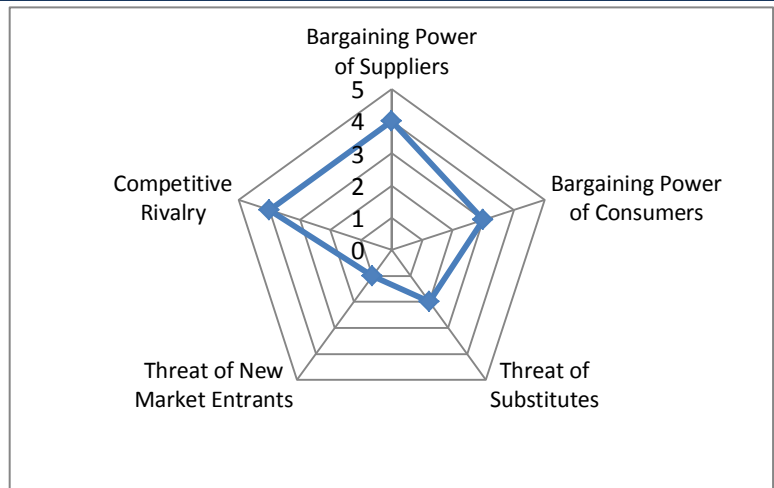 Bargaining Power
of Suppliers
5
4
3
2
1
0
Competitive
Rivalry
Bargaining Power
of Consumers
Threat of New
Market Entrants
Threat of
Substitutes